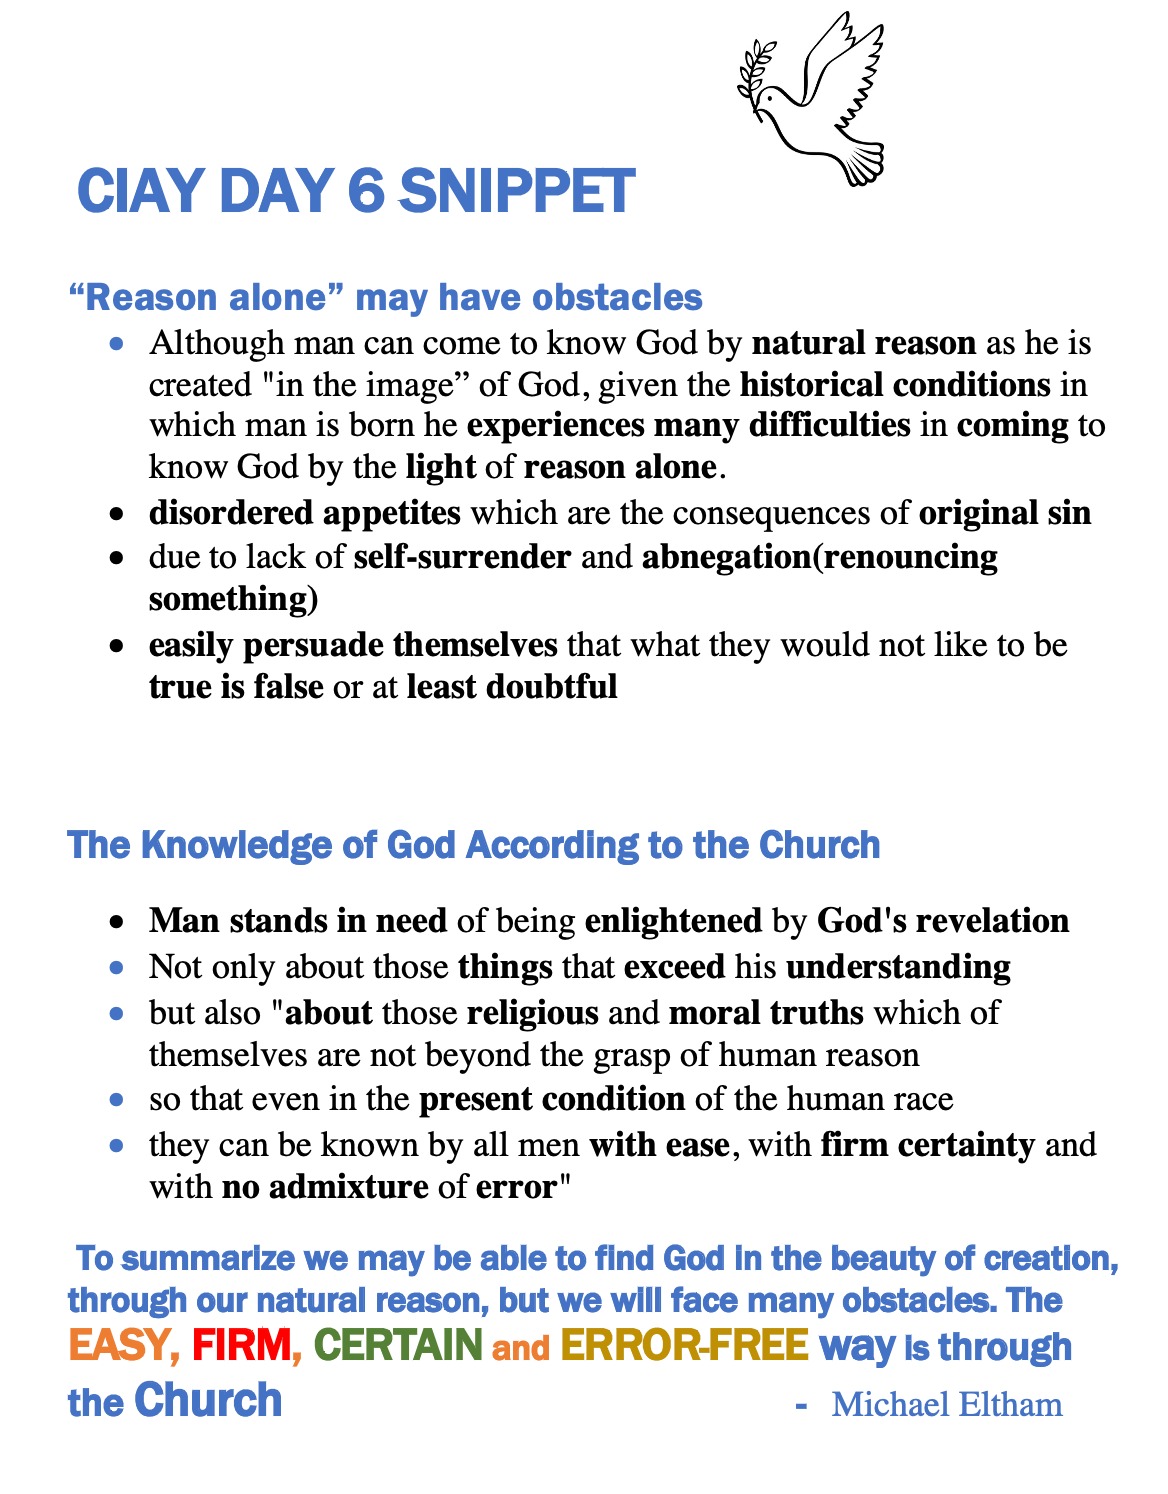 CIAY DAY 6 SNIPPET
“Reason alone” may have obstacles
• Although man can come to know God by natural reason as he is
created "in the image” of God, given the historical conditions in
which man is born he experiences many difficulties in coming to
know God by the light of reason alone.
• disordered appetites which are the consequences of original sin
• due to lack of self-surrender and abnegation(renouncing
something)
• easily persuade themselves that what they would not like to be
true is false or at least doubtful
The Knowledge of God According to the Church
• Man stands in need of being enlightened by God's revelation
• Not only about those things that exceed his understanding
• but also "about those religious and moral truths which of
themselves are not beyond the grasp of human reason
• so that even in the present condition of the human race
• they can be known by all men with ease, with firm certainty and
with no admixture of error"
To summarize we may be able to find God in the beauty of creation,
through our natural reason, but we will face many obstacles. The
EASY, FIRM, CERTAIN and ERROR-FREE way is through
the Church - Michael Eltham